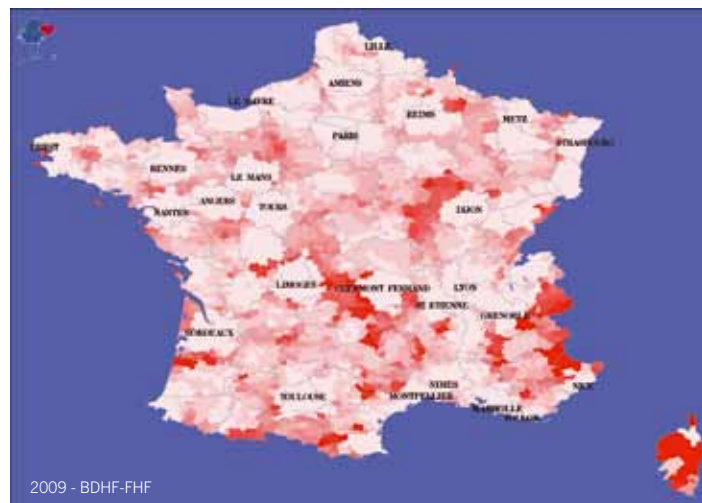 LILLE
AMIENS
LE HAVRE
REIMS
METZ
PARIS
STRASBOURG
BREST
RENNES
LE MANS
ANGERS
TOURS
NANTES
DIJON
LIMOGES
CLERMONT FERRAND
LYON
ST ETIENNE
GRENOBLE
BORDEAUX
TOULOUSE
NIMES
MONTPELLIER
NICE
MARSEILLE
TOULON
2009 - BDHF-FHF